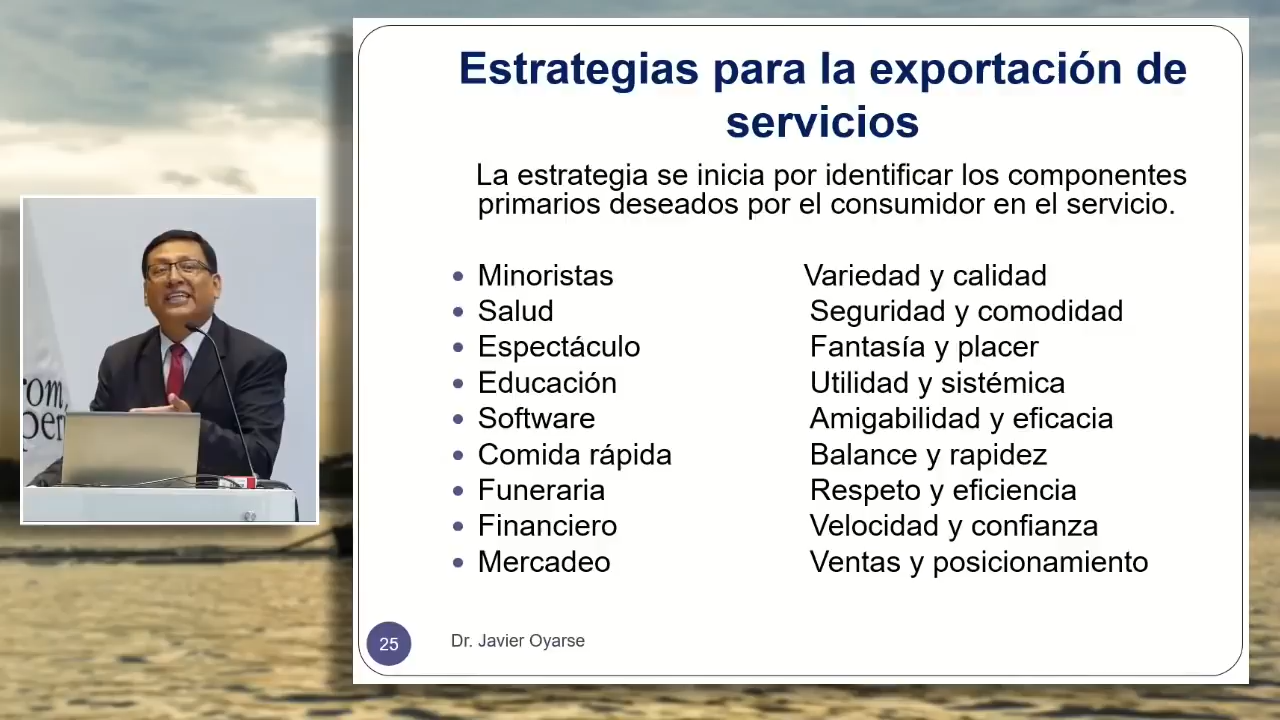 Estrategias para la exportación de
servicios
La estrategia se inicia por identificar los componentes
primarios deseados por el consumidor en el servicio.
• Minoristas Variedad y calidad
• Salud Seguridad y comodidad
• Espectáculo Fantasía y placer
• Educación Utilidad y sistémica
• Software Amigabilidad y eficacia
• Comida rápida Balance y rapidez
• Funeraria Respeto y eficiencia
• Financiero Velocidad y confianza
• Mercadeo Ventas y posicionamiento
25 Dr. Javier Oyarse